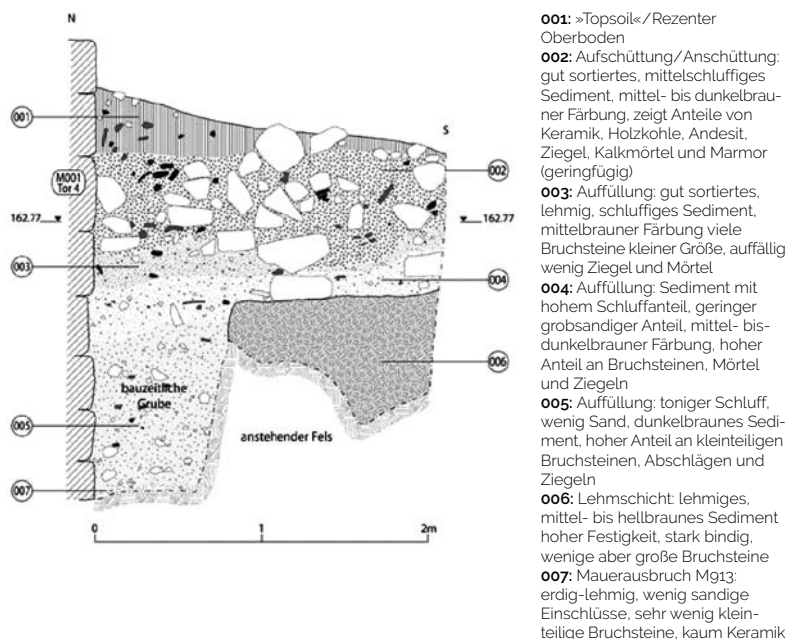 N
S
001
002
M001
Tor 4
162.77
162.77
003
004
bauzeitliche
Grube
006
005
anstehender Fels
007
0
1
2m
001: »Topsoil«/Rezenter
Oberboden
002: Aufschüttung/Anschüttung:
gut sortiertes, mittelschluffiges
Sediment, mittel- bis dunkelbrau-
ner Färbung, zeigt Anteile von
Keramik, Holzkohle, Andesit,
Ziegel, Kalkmörtel und Marmor
(geringfügig)
003: Auffüllung: gut sortiertes,
lehmig, schluffiges Sediment,
mittelbrauner Färbung viele
Bruchsteine kleiner Größe, auffällig
wenig Ziegel und Mörtel
004: Auffüllung: Sediment mit
hohem Schluffanteil, geringer
grobsandiger Anteil, mittel- bis-
dunkelbrauner Färbung, hoher
Anteil an Bruchsteinen, Mörtel
und Ziegeln
005: Auffüllung: toniger Schluff,
wenig Sand, dunkelbraunes Sedi-
ment, hoher Anteil an kleinteiligen
Bruchsteinen, Abschlägen und
Ziegeln
006: Lehmschicht: lehmiges,
mittel- bis hellbraunes Sediment
hoher Festigkeit, stark bindig,
wenige aber große Bruchsteine
007: Mauerausbruch M913:
erdig-lehmig, wenig sandige
Einschlüsse, sehr wenig klein-
teilige Bruchsteine, kaum Keramik